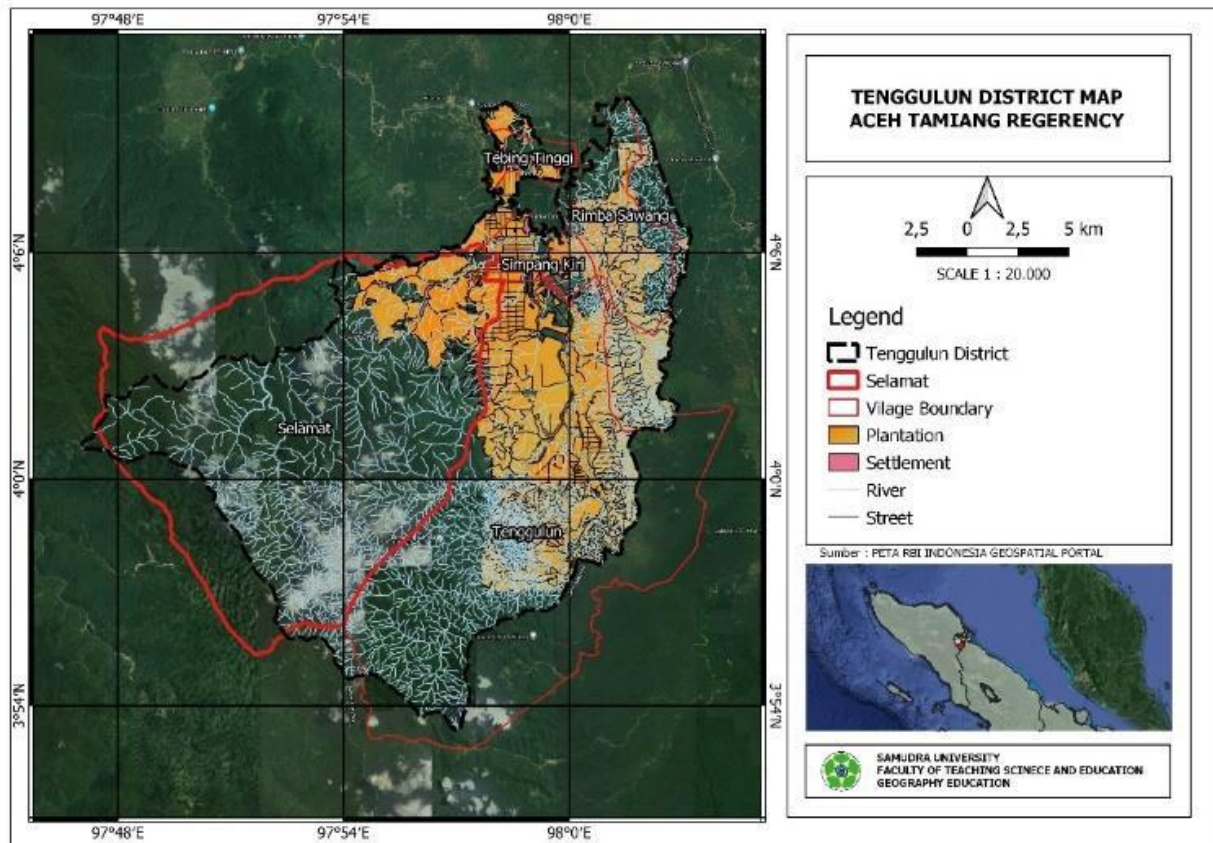 97°48'E 97°54'E 98°0'E
Tebing Tinggi
Rimba Sawang
4°6'N
4°6'N
Simpang Kiri
Selamat
4°0'N
4°0'N
Tenggulun
3°54'N
3°54'N
97°48'E 97°54'E 98°0'E
TENGGULUN DISTRICT MAP
ACEH TAMIANG REGERENCY
2,5 0 2,5 5 km
SCALE 1 : 20.000
Legend
Tenggulun District
Selamat
Vilage Boundary
Plantation
Settlement
River
Street
Sumber : PETA RBI INDONESIA GEOSPATIAL PORTAL
SAMUDRA UNIVERSITY
FACULTY OF TEACHING SCINECE AND EDUCATION
GEOGRAPHY EDUCATION